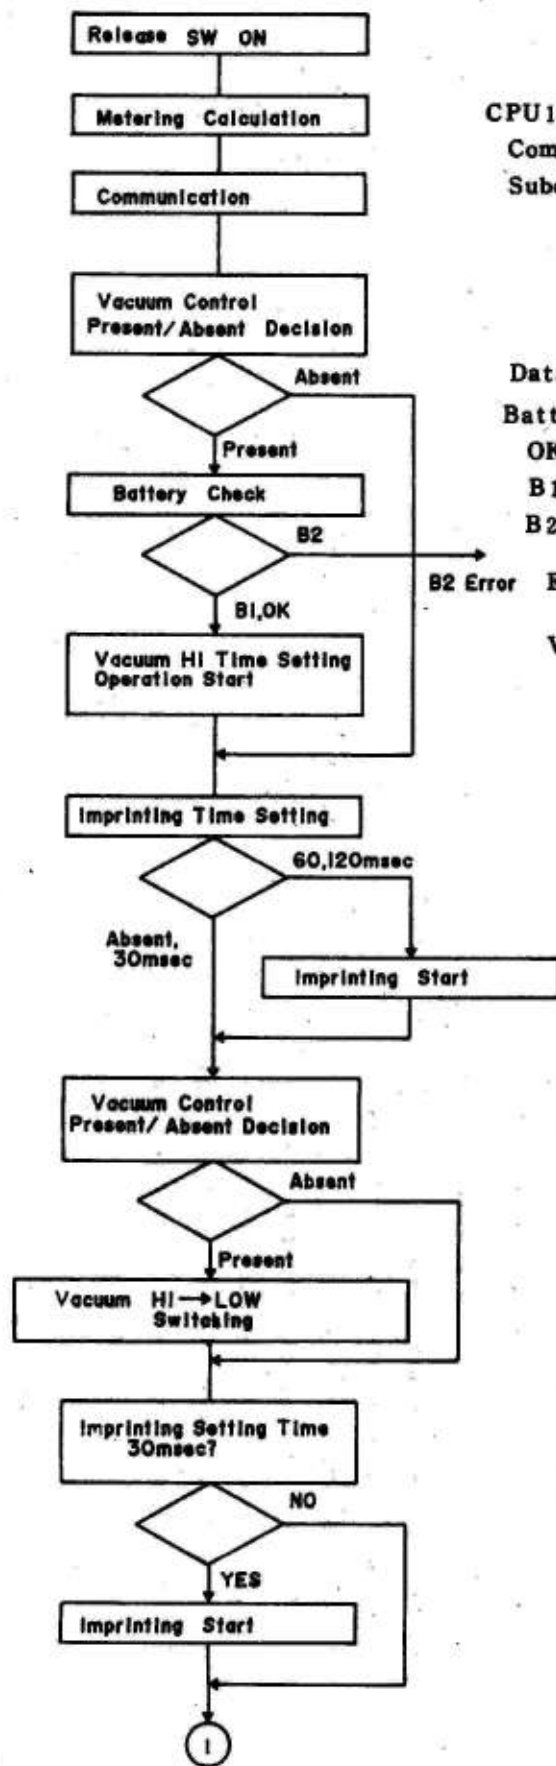 Release SW ON
Metering Calculation
CPU1
Com
Communication
Vacuum Control
Present/Absent Decision
Absent
Present
Battery Check
Dat
Batt
OK
B1
B2
B2
B2 Error
B1,OK
Vacuum HI Time Setting
Operation Start
Imprinting Time Setting
60,120msec
Absent,
30msec
Imprinting Start
Vacuum Control
Present/Absent Decision
Absent
Present
Vacuum HI→LOW
Switching
Imprinting Setting Time
30msec?
NO
YES
Imprinting Start
1